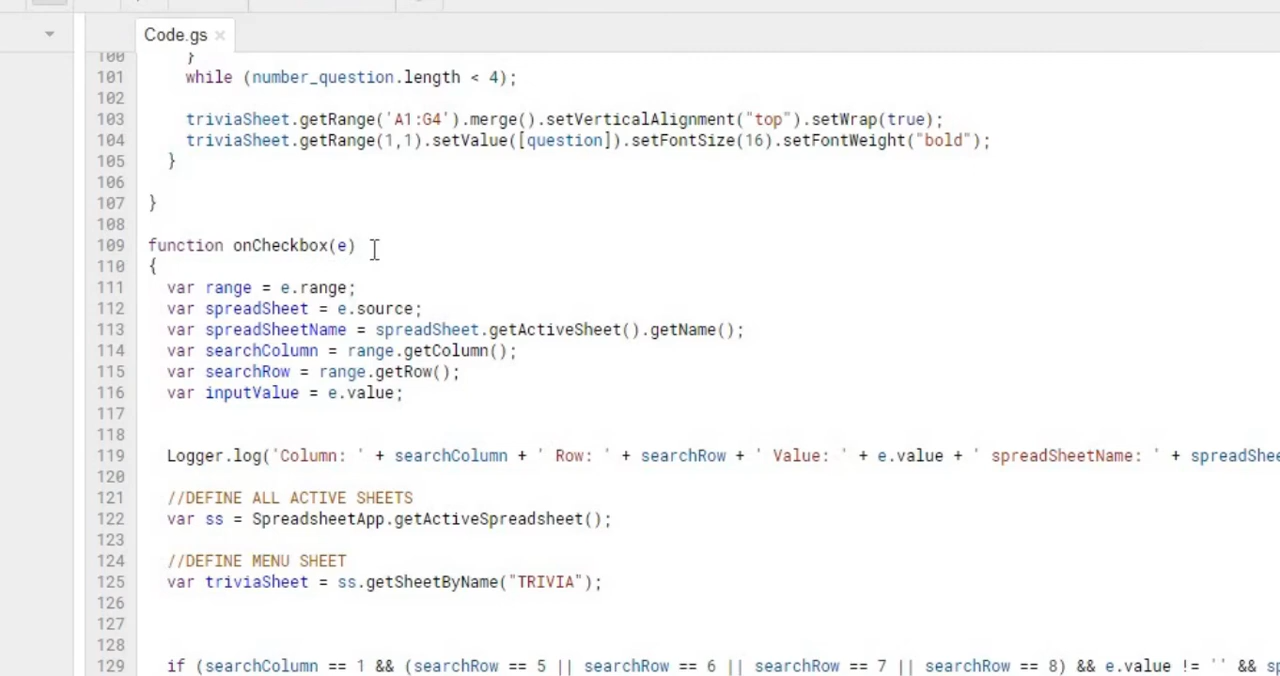 Code.gs ×
100 }
101 while (number_question.length < 4);
102
103 triviaSheet.getRange('A1:G4').merge().setVerticalAlignment("top").setWrap(true);
104 triviaSheet.getRange(1,1).setValue([question]).setFontSize(16).setFontWeight("bold");
105 }
106
107 }
108
109 function onCheckbox(e)
110 {
111 var range = e.range;
112 var spreadSheet = e.source;
113 var spreadSheetName = spreadSheet.getActiveSheet().getName();
114 var searchColumn = range.getColumn();
115 var searchRow = range.getRow();
116 var inputValue = e.value;
117
118
119 Logger.log('Column: ' + searchColumn + ' Row: ' + searchRow + ' Value: ' + e.value + ' spreadSheetName: ' + spreadShee
120
121 //DEFINE ALL ACTIVE SHEETS
122 var ss = SpreadsheetApp.getActiveSpreadsheet();
123
124 //DEFINE MENU SHEET
125 var triviaSheet = ss.getSheetByName("TRIVIA");
126
127
128
129 if (searchColumn == 1 && (searchRow == 5 || searchRow == 6 || searchRow == 7 || searchRow == 8) && e.value != '' && sp